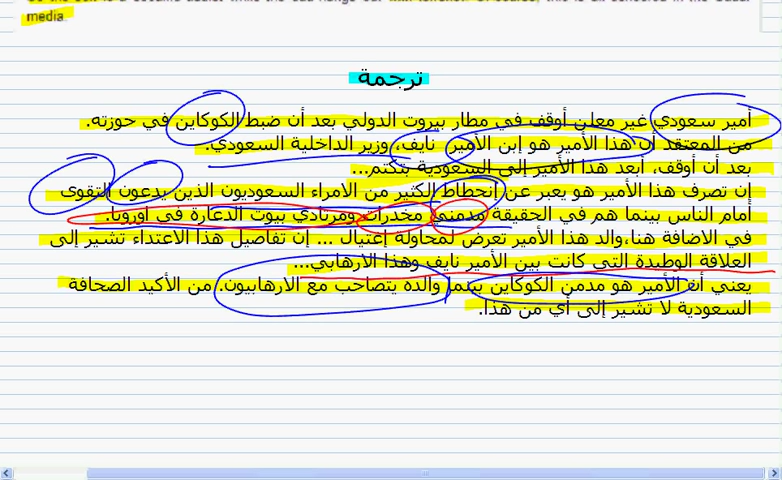 media.
ترجمة
أمير سعودي غير معلن أوقف في مطار بيروت الدولي بعد أن ضبط الكوكاين في حوزته.
من المعتقد أن هذا الأمير هو إبن الأمير نايف، وزير الداخلية السعودي.
بعد أن أوقف، أبعد هذا الأمير إلى السعودية بتكتم...
إن تصرف هذا الأمير هو يعبر عن إنحطاط الكثير من الامراء السعوديون الذين يدعون التقوى
أمام الناس بينما هم في الحقيقة مدمني مخدرات ومرتادي بيوت الدعارة في اوروبا.
في الاضافة هنا،والد هذا الأمير تعرض لمحاولة إغتيال ... إن تفاصيل هذا الاعتداء تشير إلى
العلاقة الوطيدة التي كانت بين الأمير نايف وهذا الارهابي...
يعني أن الأمير هو مدمن الكوكاين بينما والده يتصاحب مع الارهابيون. من الأكيد الصحافة
السعودية لا تشير إلى أي من هذا.